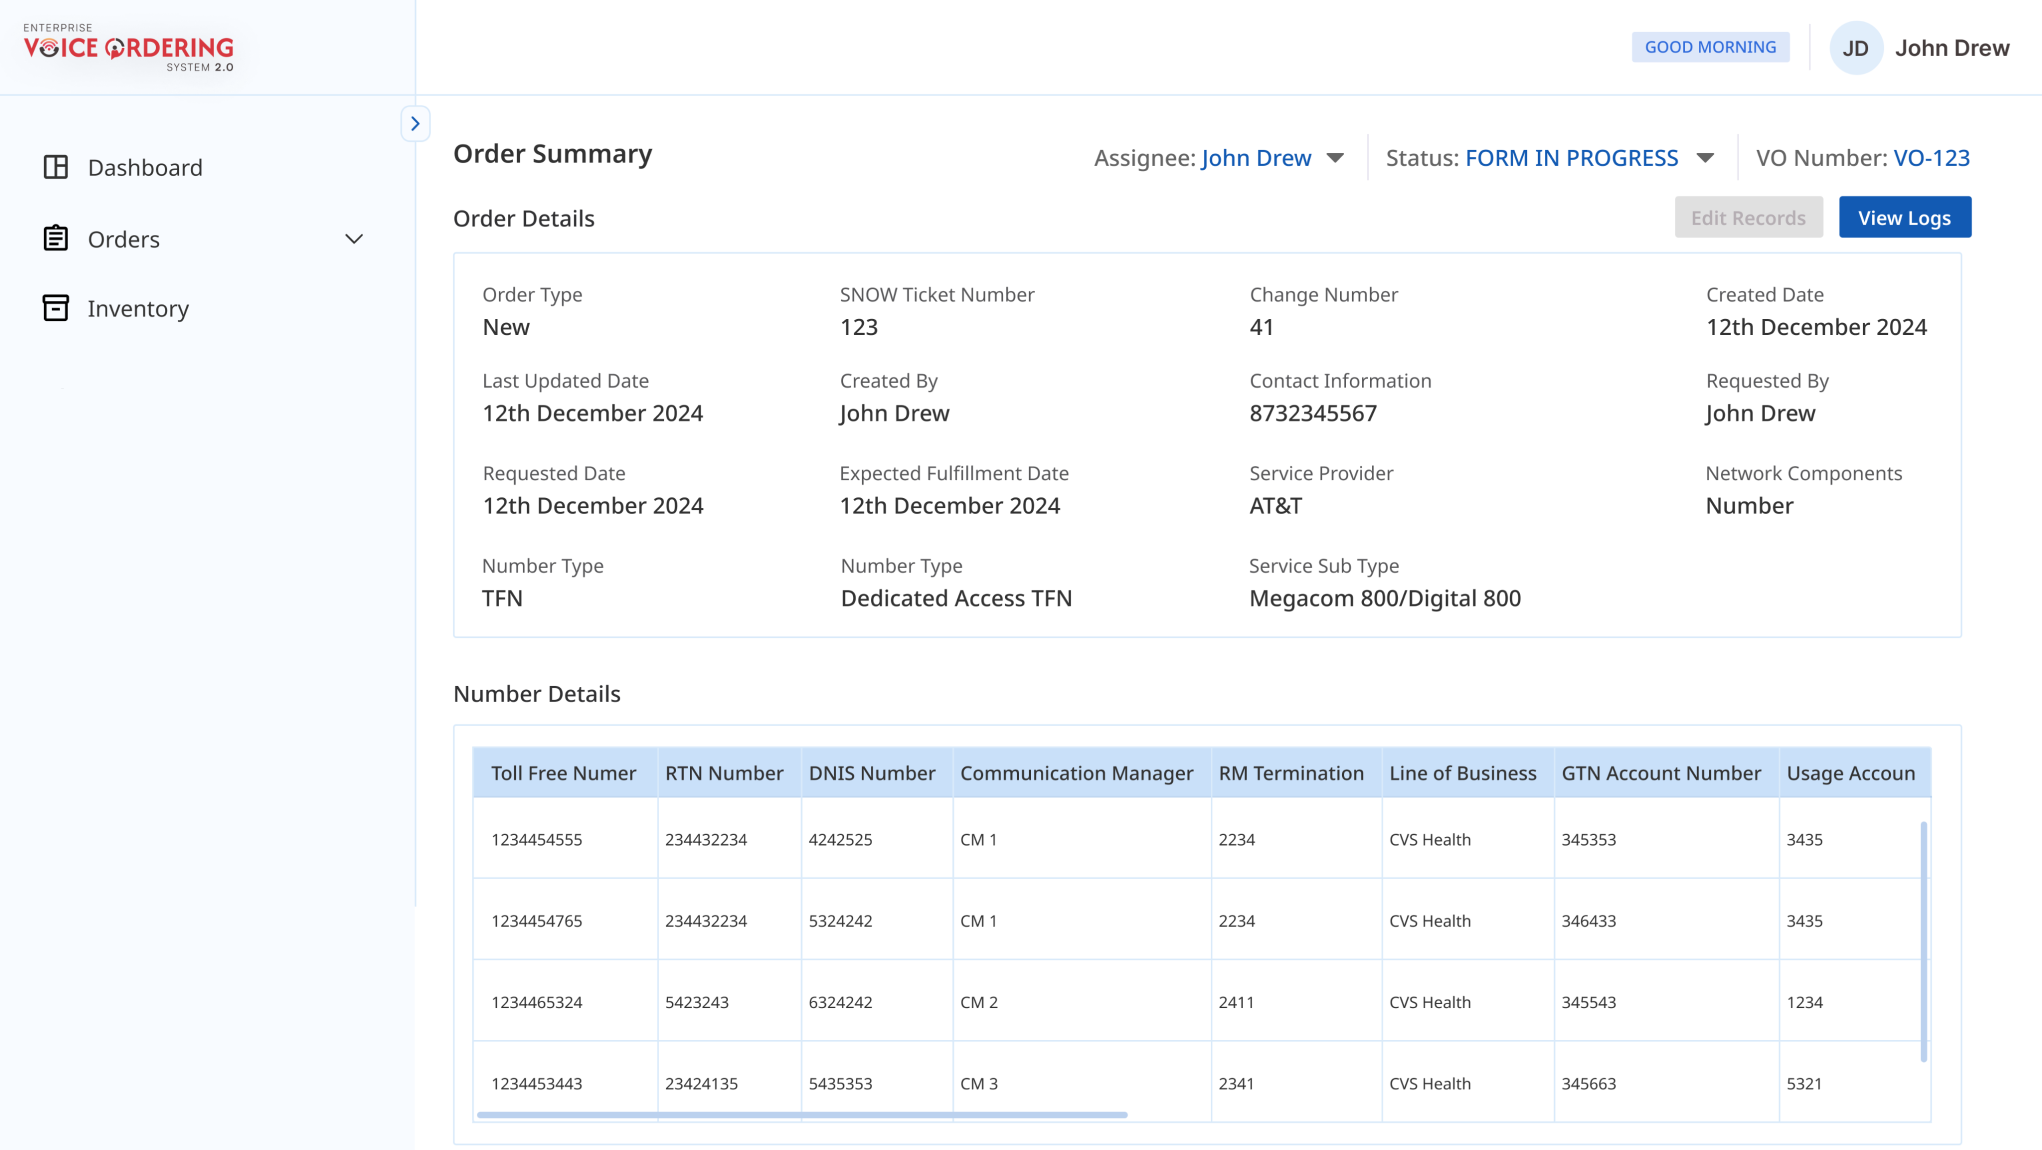 ENTERPRISE
VOICE ORDERING
SYSTEM 2.0
GOOD MORNING
JD
John Drew
Dashboard
Orders
Inventory
Order Summary
Assignee: John Drew
Status: FORM IN PROGRESS
VO Number: VO-123
Order Details
Edit Records
View Logs
Order Type
New
SNOW Ticket Number
123
Change Number
41
Created Date
12th December 2024
Last Updated Date
12th December 2024
Created By
John Drew
Contact Information
8732345567
Requested By
John Drew
Requested Date
12th December 2024
Expected Fulfillment Date
12th December 2024
Service Provider
AT&T
Network Components
Number
Number Type
TFN
Number Type
Dedicated Access TFN
Service Sub Type
Megacom 800/Digital 800
Number Details
Toll Free Numer RTN Number DNIS Number Communication Manager RM Termination Line of Business GTN Account Number Usage Accoun
1234454555 234432234 4242525 CM 1 2234 CVS Health 345353 3435
1234454765 234432234 5324242 CM 1 2234 CVS Health 346433 3435
1234465324 5423243 6324242 CM 2 2411 CVS Health 345543 1234
1234453443 23424135 5435353 CM 3 2341 CVS Health 345663 5321